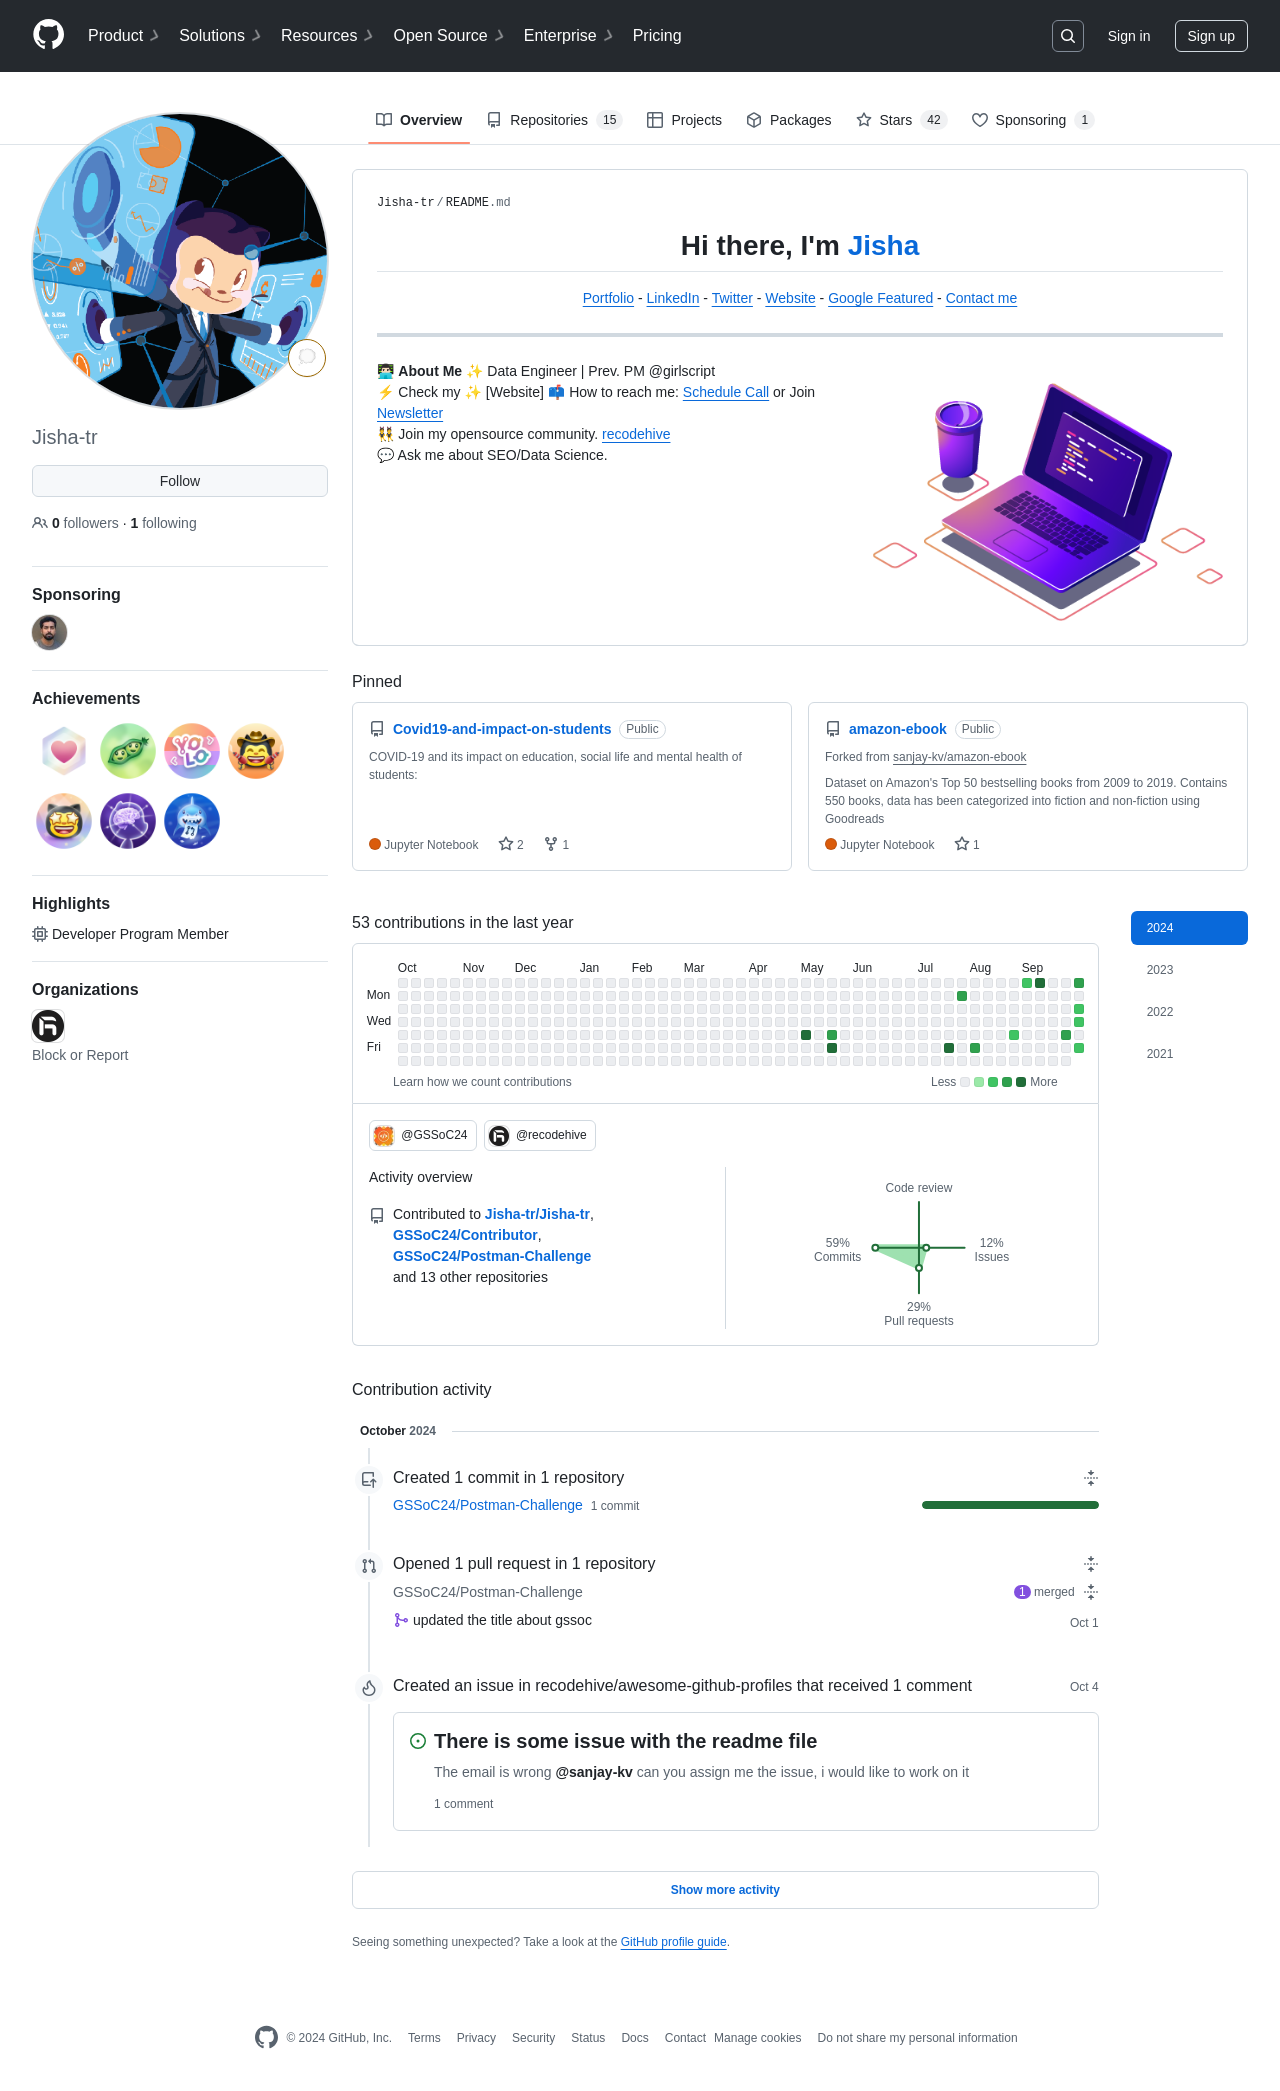 Product Solutions Resources Open Source Enterprise Pricing Sign in Sign up
Overview Repositories 15 Projects Packages Stars 42 Sponsoring 1
Jisha-tr
Follow
0 followers · 1 following
Sponsoring
Achievements
YOLO
Highlights
Developer Program Member
Organizations
Block or Report
Jisha-tr/README.md
Hi there, I'm Jisha
Portfolio - LinkedIn - Twitter - Website - Google Featured - Contact me
👨🏻‍💻 About Me ✨ Data Engineer | Prev. PM @girlscript
⚡ Check my ✨ [Website] 📫 How to reach me: Schedule Call or Join
Newsletter
👯 Join my opensource community. recodehive
💬 Ask me about SEO/Data Science.
Pinned
Covid19-and-impact-on-students Public
COVID-19 and its impact on education, social life and mental health of
students:
Jupyter Notebook 2 1
amazon-ebook Public
Forked from sanjay-kv/amazon-ebook
Dataset on Amazon's Top 50 bestselling books from 2009 to 2019. Contains
550 books, data has been categorized into fiction and non-fiction using
Goodreads
Jupyter Notebook 1
53 contributions in the last year
2024
2023
2022
2021
Oct Nov Dec Jan Feb Mar Apr May Jun Jul Aug Sep
Mon
Wed
Fri
Learn how we count contributions Less More
@GSSoC24 @recodehive
Activity overview
Contributed to Jisha-tr/Jisha-tr,
GSSoC24/Contributor,
GSSoC24/Postman-Challenge
and 13 other repositories
Code review
59%
Commits
12%
Issues
29%
Pull requests
Contribution activity
October 2024
Created 1 commit in 1 repository
GSSoC24/Postman-Challenge 1 commit
Opened 1 pull request in 1 repository
GSSoC24/Postman-Challenge 1 merged
updated the title about gssoc Oct 1
Created an issue in recodehive/awesome-github-profiles that received 1 comment Oct 4
There is some issue with the readme file
The email is wrong @sanjay-kv can you assign me the issue, i would like to work on it
1 comment
Show more activity
Seeing something unexpected? Take a look at the GitHub profile guide.
© 2024 GitHub, Inc. Terms Privacy Security Status Docs Contact Manage cookies Do not share my personal information